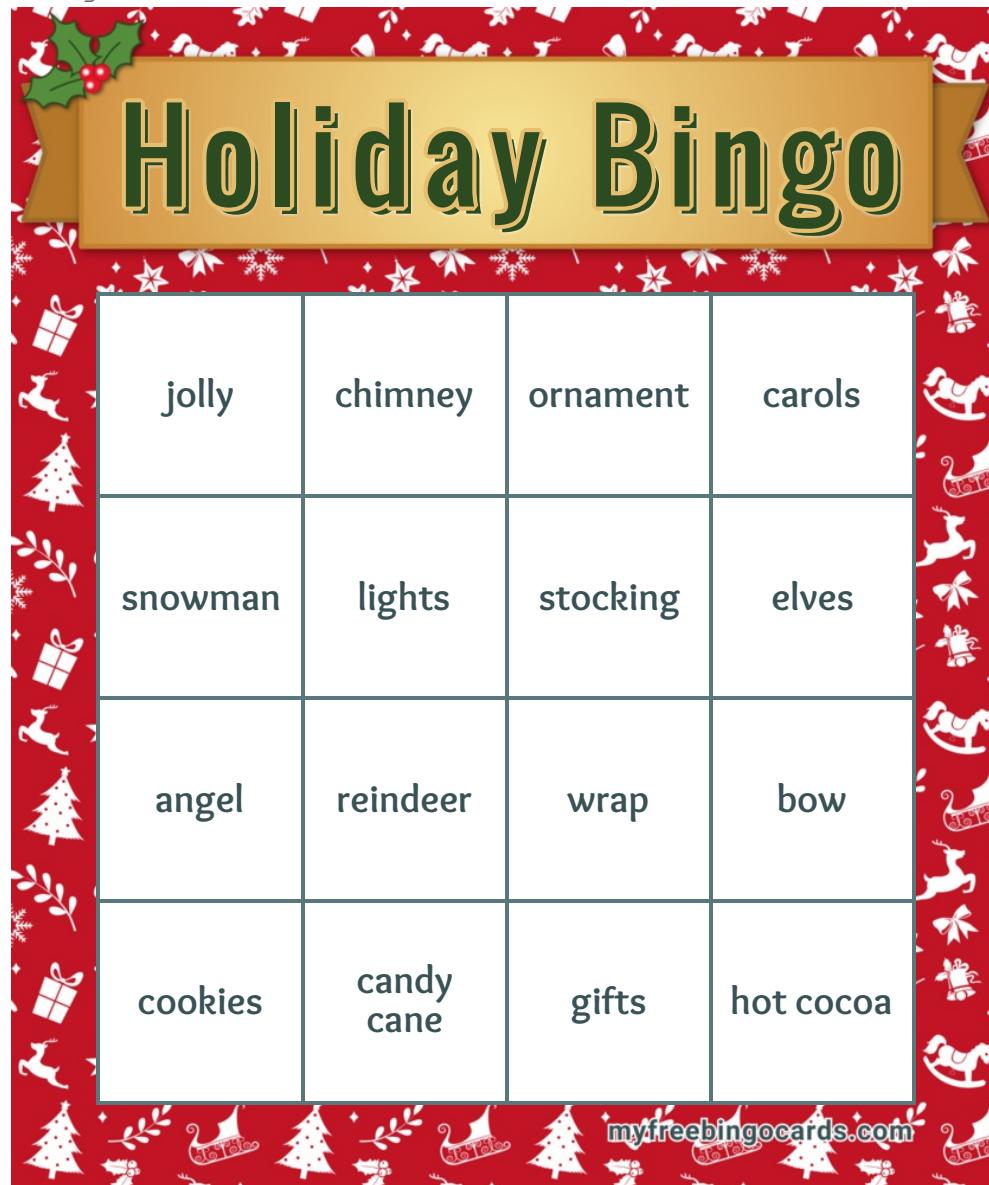 Holiday Bingo
jolly
chimney
ornament
carols
snowman
lights
stocking
elves
angel
reindeer
wrap
bow
cookies
candy
cane
gifts
hot cocoa
myfreebingocards.com